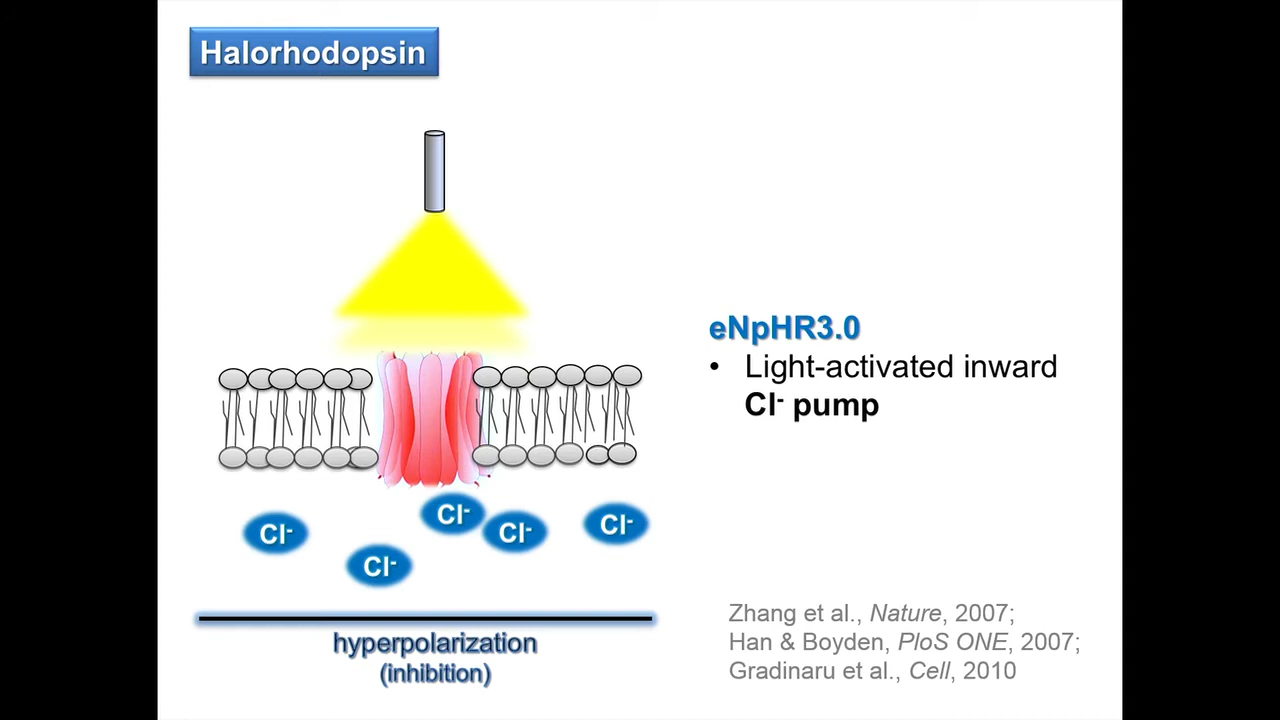 Halorhodopsin
eNpHR3.0
• Light-activated inward
Cl⁻ pump
Cl⁻
Cl⁻
Cl⁻
Cl⁻
Cl⁻
hyperpolarization
(inhibition)
Zhang et al., Nature, 2007;
Han & Boyden, PloS ONE, 2007;
Gradinaru et al., Cell, 2010